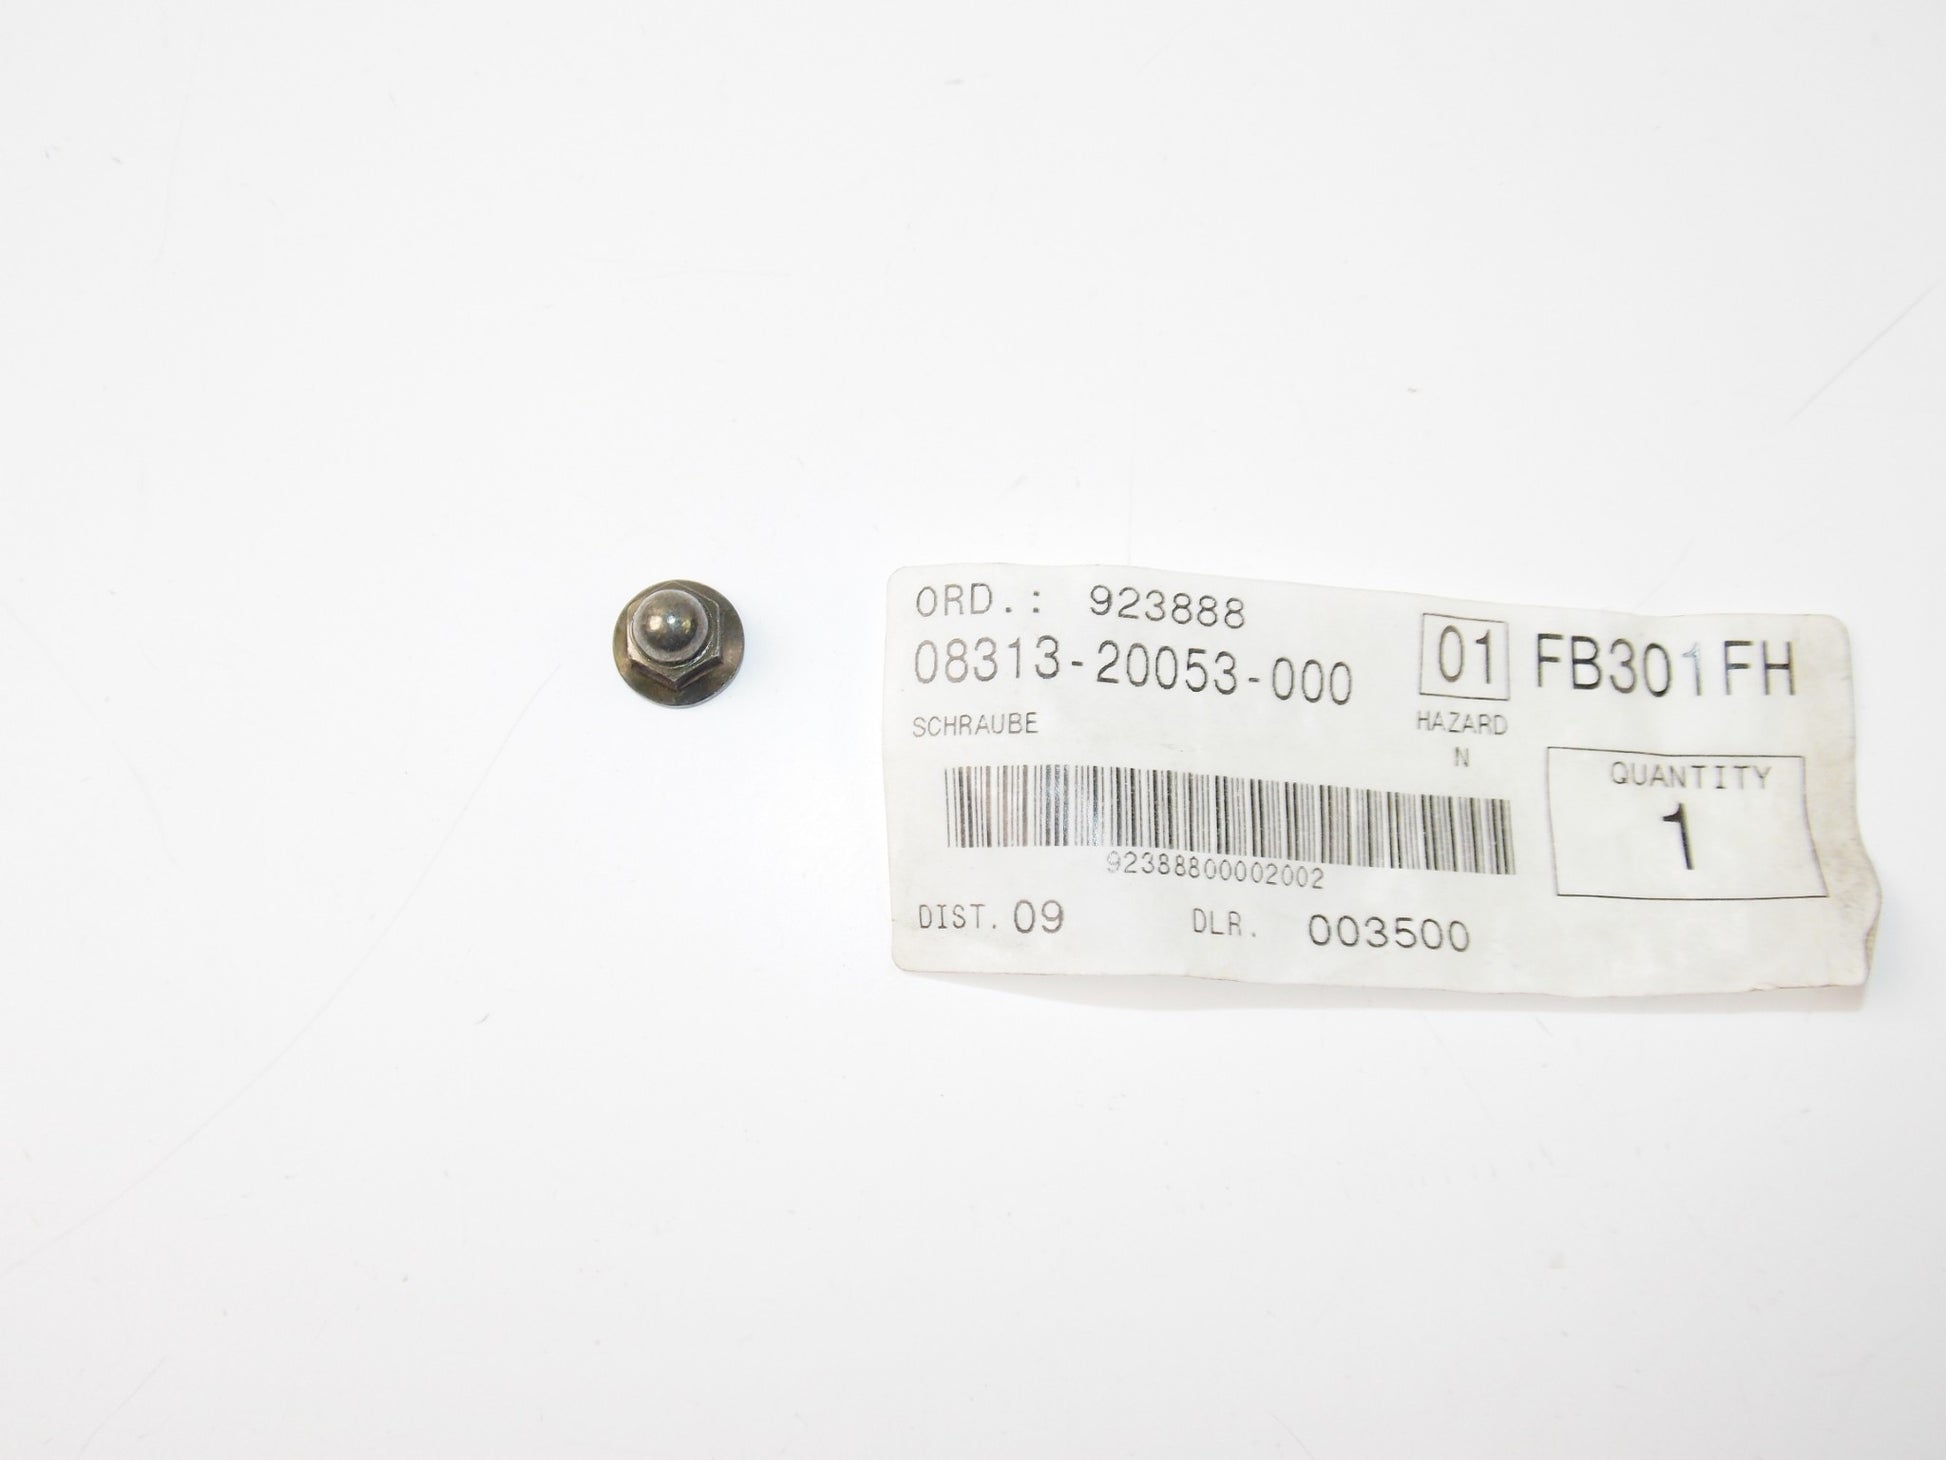 ORD.: 923888
08313-20053-000 01 FB301FH
SCHRAUBE HAZARD
N
QUANTITY
1
92388800002002
DIST. 09 DLR. 003500